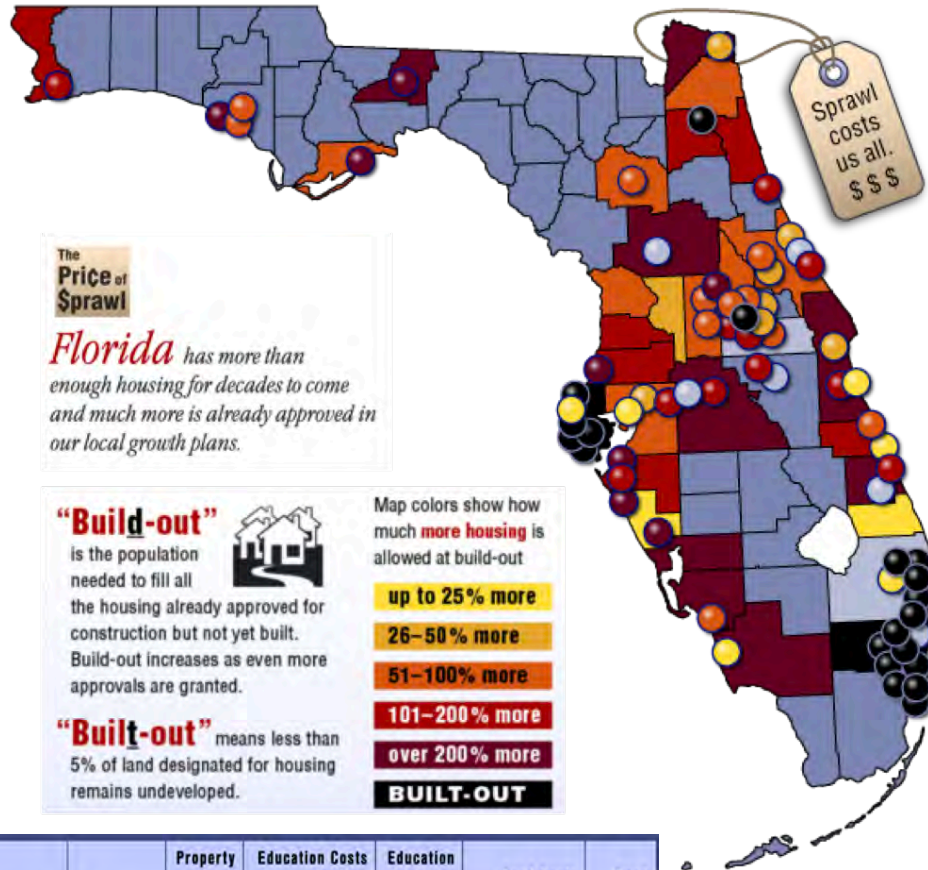 Sprawl
costs
us all.
$ $ $
The
Price of
$prawl
Florida has more than
enough housing for decades to come
and much more is already approved in
our local growth plans.
“Build-out”
is the population
needed to fill all
the housing already approved for
construction but not yet built.
Build-out increases as even more
approvals are granted.
“Built-out” means less than
5% of land designated for housing
remains undeveloped.
Map colors show how
much more housing is
allowed at build-out
up to 25% more
26–50% more
51–100% more
101–200% more
over 200% more
BUILT-OUT
Property Education Costs Education